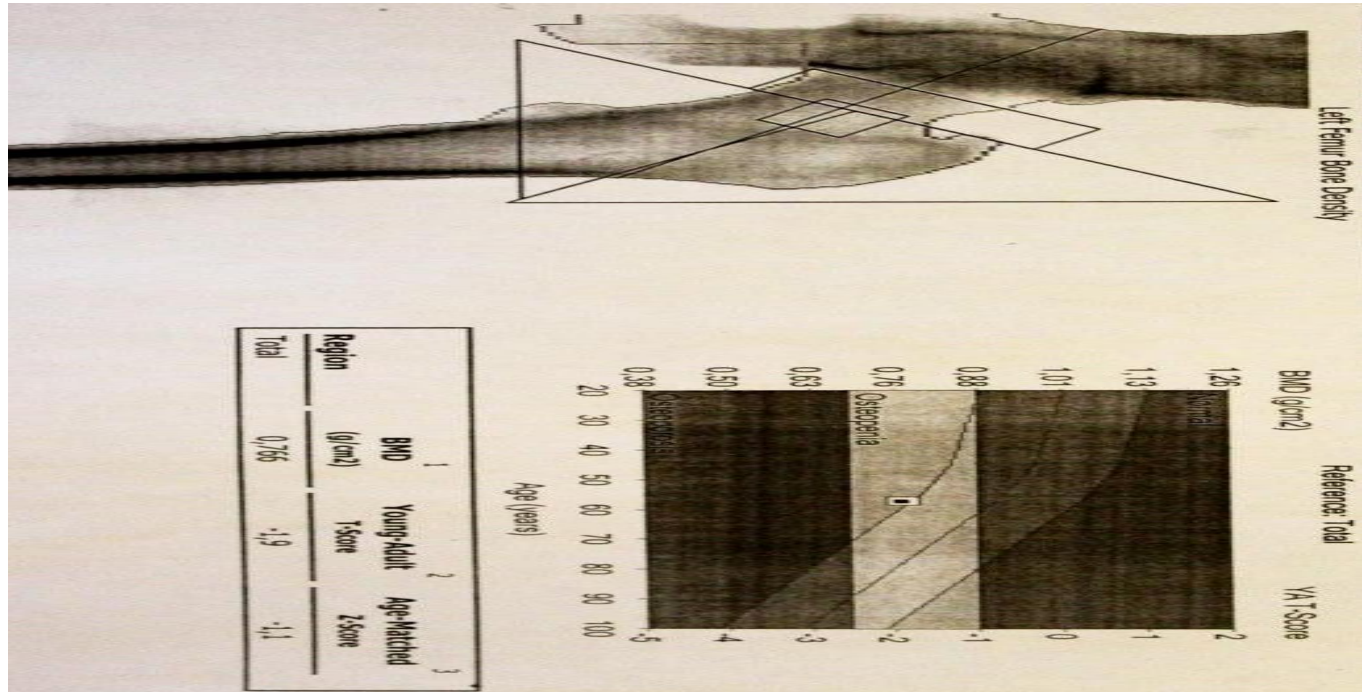 Left Femur Bone Density
Reference: Total
BMD (g/cm2) YA T-Score
1,26 2
1,13 1
1,01 0
0,88 -1
0,76 -2
0,63 -3
0,50 -4
0,38 -5
Normal
Osteopenia
Osteoporosis
20 30 40 50 60 70 80 90 100
Age (years)
1 2 3
BMD Young-Adult Age-Matched
Region (g/cm2) T-Score Z-Score
Total 0,766 -1,9 -1,1